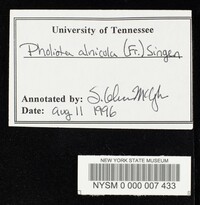 University of Tennessee
Pholiota alnicola (Fr.) Singer
Annotated by:
Date: Aug 11 1996
NEW YORK STATE MUSEUM
NYSM 0 000 007 433